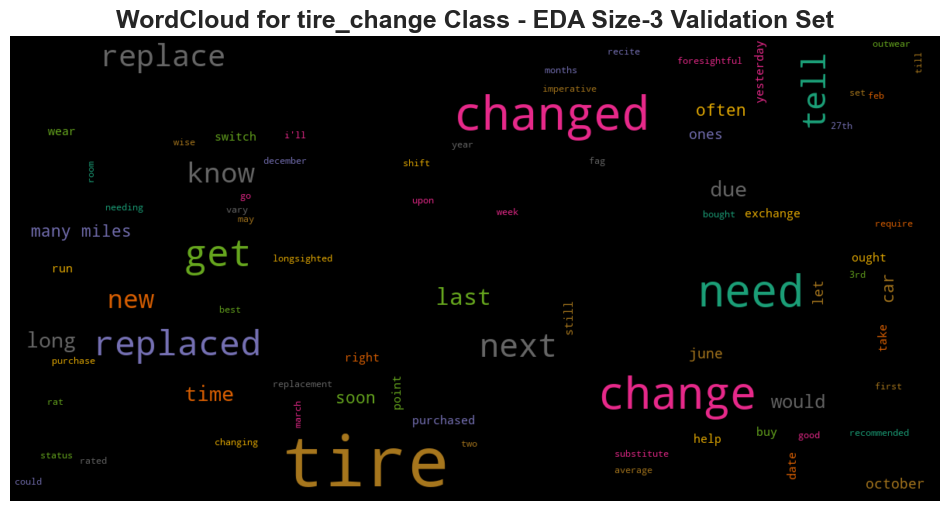 WordCloud for tire_change Class - EDA Size-3 Validation Set
replace
recite
months
imperative
foresightful
yesterday
tell
outwear
till
set
feb
27th
changed
often
ones
wear
wise
switch
i'll
december
year
shift
fag
room
know
go
vary
may
upon
week
due
bought
exchange
require
needing
many miles
get
longsighted
run
ought
3rd
car
let
need
new
best
last
still
next
take
long
replaced
purchase
right
june
time
replacement
soon
point
change
would
first
rat
march
purchased
changing
tire
two
help
buy
good
recommended
status
rated
substitute
average
date
could
october